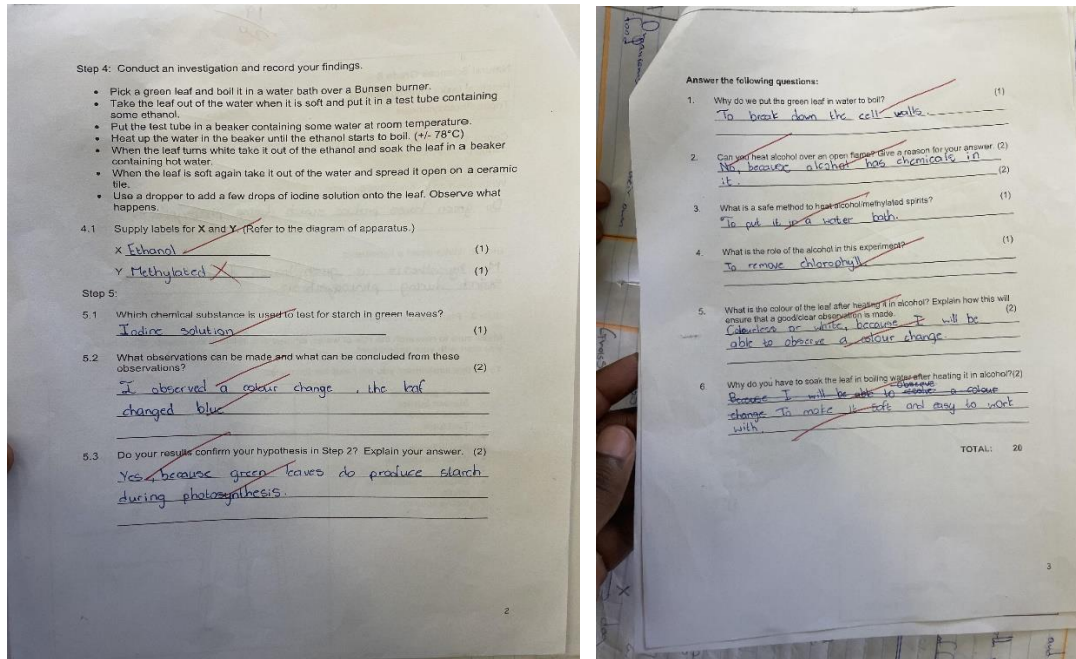 Step 4: Conduct an investigation and record your findings.
• Pick a green leaf and boil it in a water bath over a Bunsen burner.
• Take the leaf out of the water when it is soft and put it in a test tube containing
some ethanol.
• Put the test tube in a beaker containing some water at room temperature.
• Heat up the water in the beaker until the ethanol starts to boil. (+/- 78°C)
• When the leaf turns white take it out of the ethanol and soak the leaf in a beaker
containing hot water.
• When the leaf is soft again take it out of the water and spread it open on a ceramic
tile.
• Use a dropper to add a few drops of iodine solution onto the leaf. Observe what
happens.
4.1 Supply labels for X and Y. (Refer to the diagram of apparatus.)
X Ethanol (1)
Y Methylated (1)
Step 5:
5.1 Which chemical substance is used to test for starch in green leaves?
Iodine solution (1)
5.2 What observations can be made and what can be concluded from these
observations? (2)
I observed a colour change , the leaf
changed blue
5.3 Do your results confirm your hypothesis in Step 2? Explain your answer. (2)
Yes, because green leaves do produce starch
during photosynthesis.
2
Answer the following questions:
1. Why do we put the green leaf in water to boil? (1)
To break down the cell walls.
2. Can you heat alcohol over an open flame? Give a reason for your answer. (2)
No, because alcohol has chemicals in (2)
it.
3. What is a safe method to heat alcohol/methylated spirits? (1)
To put it in a water bath.
4. What is the role of the alcohol in this experiment? (1)
To remove chlorophyll
5. What is the colour of the leaf after heating it in alcohol? Explain how this will
ensure that a good/clear observation is made. (2)
Colourless or white, because I will be
able to observe a colour change.
6 Why do you have to soak the leaf in boiling water after heating it in alcohol?(2)
observe
Because I will be able to a colour
change To make it soft and easy to work
with.
TOTAL: 20
3